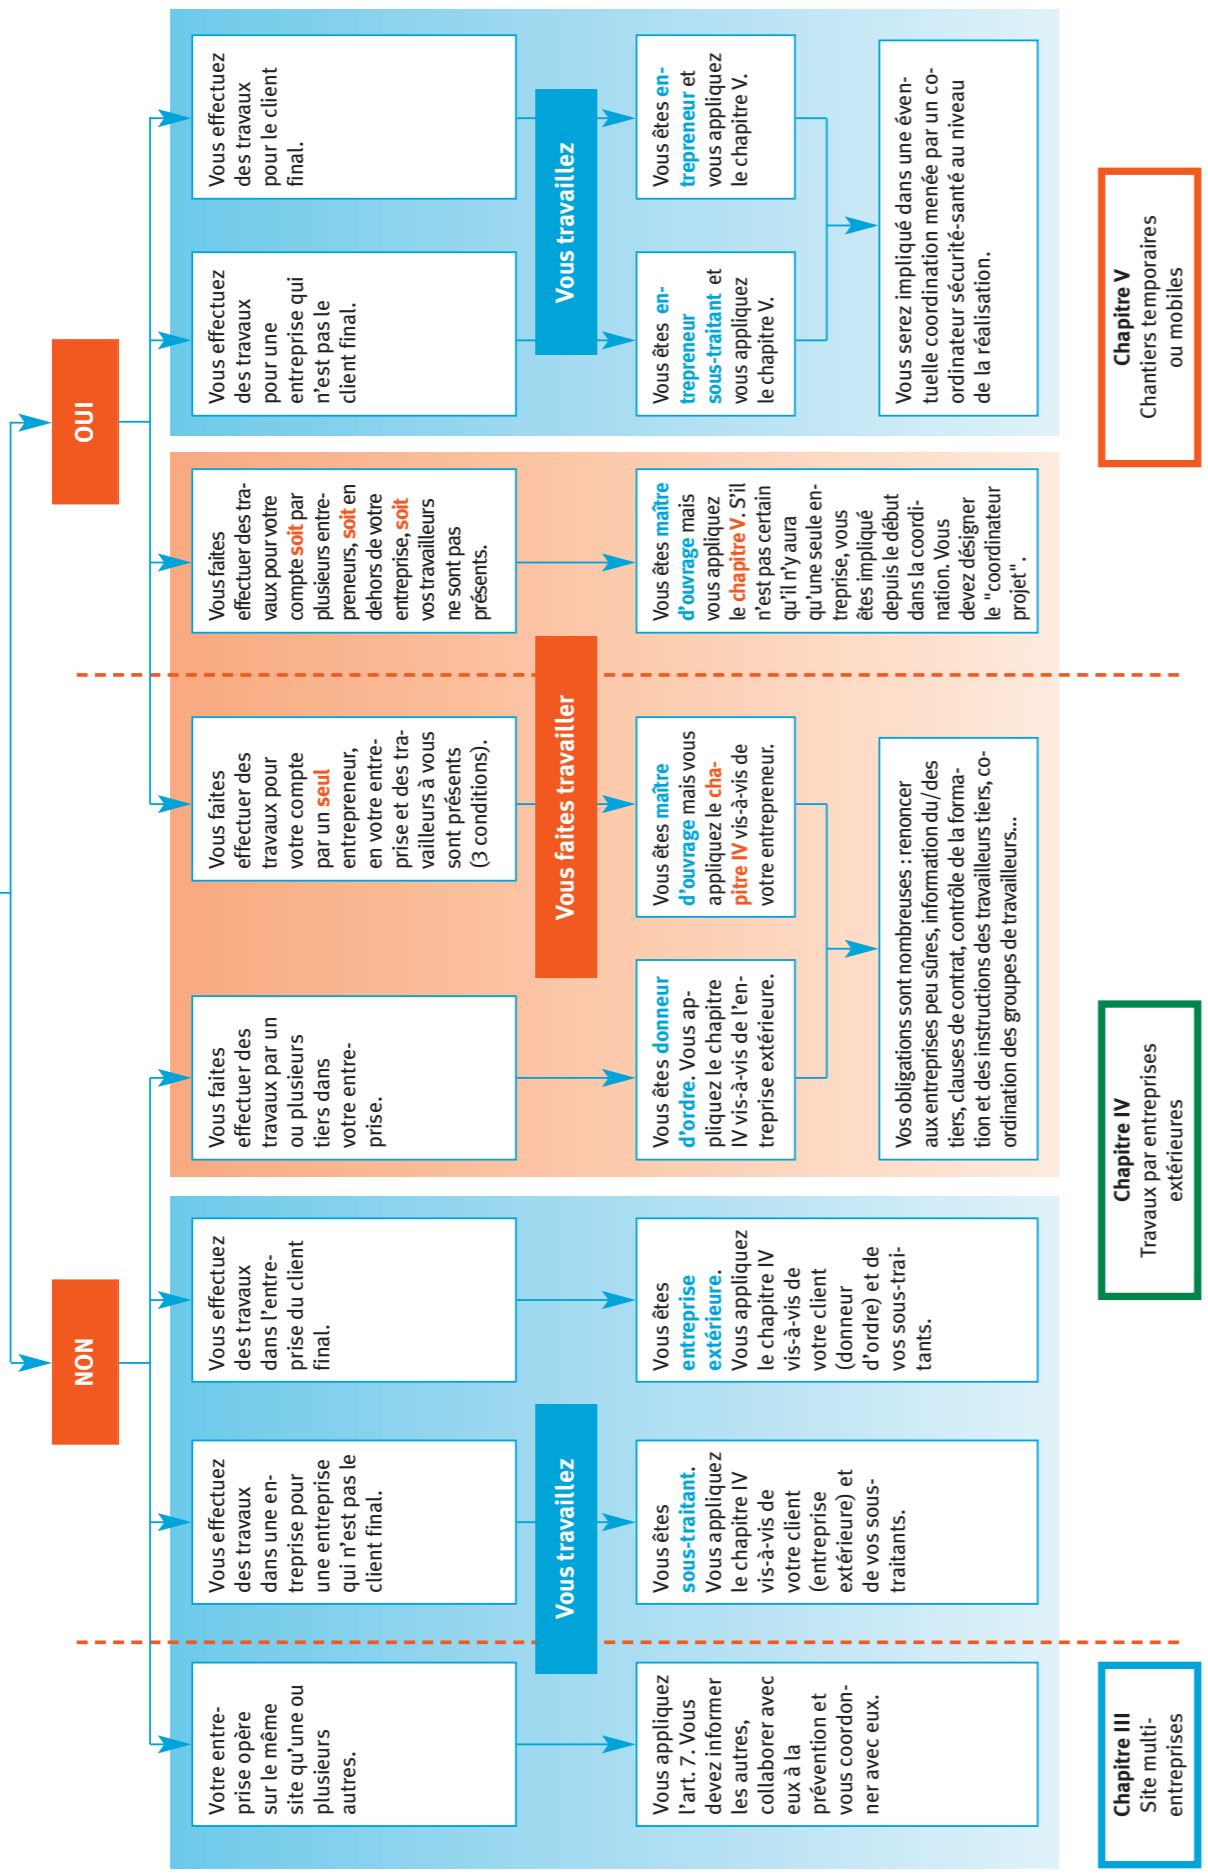 NON
OUI
Votre entre-
prise opère
sur le même
site qu'une ou
plusieurs
autres.
Vous effectuez
des travaux
dans une en-
treprise pour
une entreprise
qui n'est pas le
client final.
Vous effectuez
des travaux
dans l'entre-
prise du client
final.
Vous faites
effectuer des
travaux par un
ou plusieurs
tiers dans
votre entre-
prise.
Vous faites
effectuer des
travaux pour
votre compte
par un seul
entrepreneur,
en votre entre-
prise et des tra-
vailleurs à vous
sont présents
(3 conditions).
Vous faites
effectuer des tra-
vaux pour votre
compte soit par
plusieurs entre-
preneurs, soit en
dehors de votre
entreprise, soit
vos travailleurs
ne sont pas
présents.
Vous effectuez
des travaux
pour une
entreprise qui
n'est pas le
client final.
Vous effectuez
des travaux
pour le client
final.
Vous travaillez
Vous faites travailler
Vous travaillez
Vous appliquez
l'art. 7. Vous
devez informer
les autres,
collaborer avec
eux à la
prévention et
vous coordon-
ner avec eux.
Vous êtes
sous-traitant.
Vous appliquez
le chapitre IV
vis-à-vis de
votre client
(entreprise
extérieure) et
de vos sous-
traitants.
Vous êtes
entreprise
extérieure.
Vous appliquez
le chapitre IV
vis-à-vis de
votre client
(donneur
d'ordre) et de
vos sous-trai-
tants.
Vous êtes donneur
d'ordre. Vous ap-
pliquez le chapitre
IV vis-à-vis de l'en-
treprise extérieure.
Vous êtes maître
d'ouvrage mais vous
appliquez le cha-
pitre IV vis-à-vis de
votre entrepreneur.
Vous êtes maître
d'ouvrage mais
vous appliquez
le chapitre V. S'il
n'est pas certain
qu'il n'y aura
qu'une seule en-
treprise, vous
êtes impliqué
depuis le début
dans la coordi-
nation. Vous
devez désigner
le "coordinateur
projet".
Vous êtes en-
trepreneur
sous-traitant et
vous appliquez
le chapitre V.
Vous êtes en-
trepreneur et
vous appliquez
le chapitre V.
Vos obligations sont nombreuses : renoncer
aux entreprises peu sûres, information du/des
tiers, clauses de contrat, contrôle de la forma-
tion et des instructions des travailleurs tiers, co-
ordination des groupes de travailleurs...
Vous serez impliqué dans une éven-
tuelle coordination menée par un co-
ordinateur sécurité-santé au niveau
de la réalisation.
Chapitre III
Site multi-
entreprises
Chapitre IV
Travaux par entreprises
extérieures
Chapitre V
Chantiers temporaires
ou mobiles